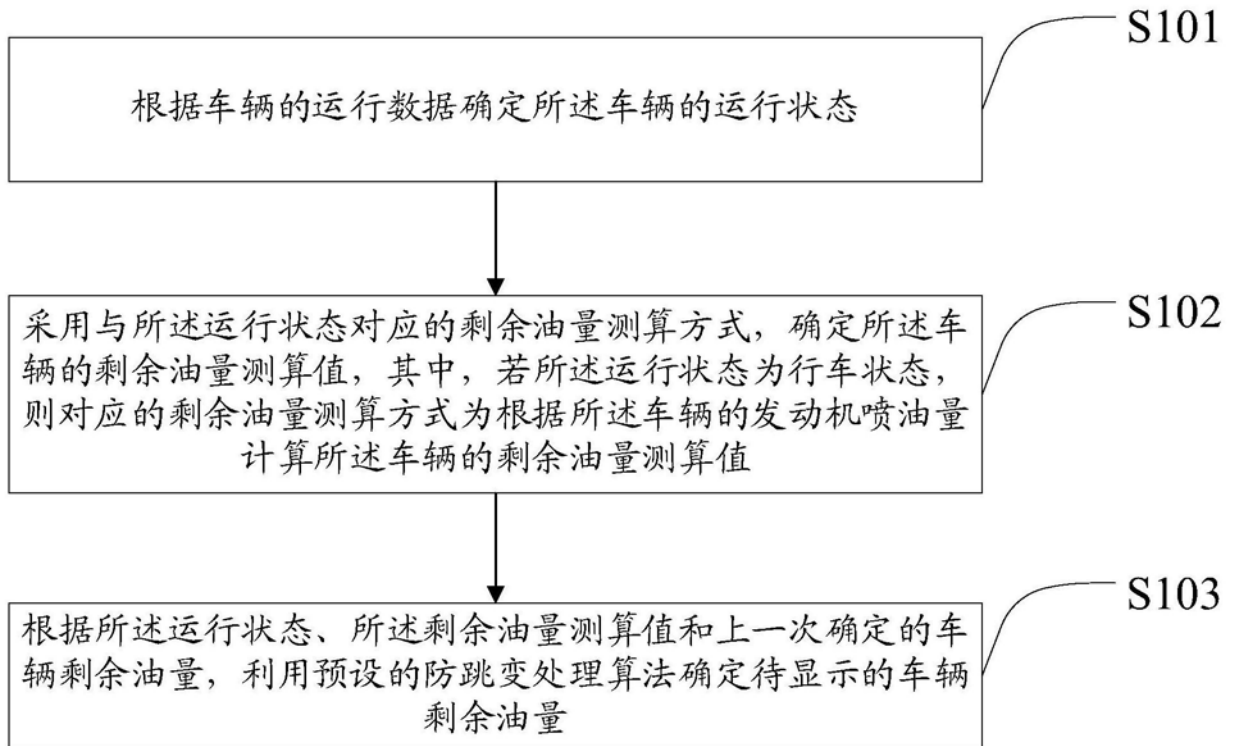 S101
根据车辆的运行数据确定所述车辆的运行状态
S102
采用与所述运行状态对应的剩余油量测算方式，确定所述车
辆的剩余油量测算值，其中，若所述运行状态为行车状态，
则对应的剩余油量测算方式为根据所述车辆的发动机喷油量
计算所述车辆的剩余油量测算值
S103
根据所述运行状态、所述剩余油量测算值和上一次确定的车
辆剩余油量，利用预设的防跳变处理算法确定待显示的车辆
剩余油量